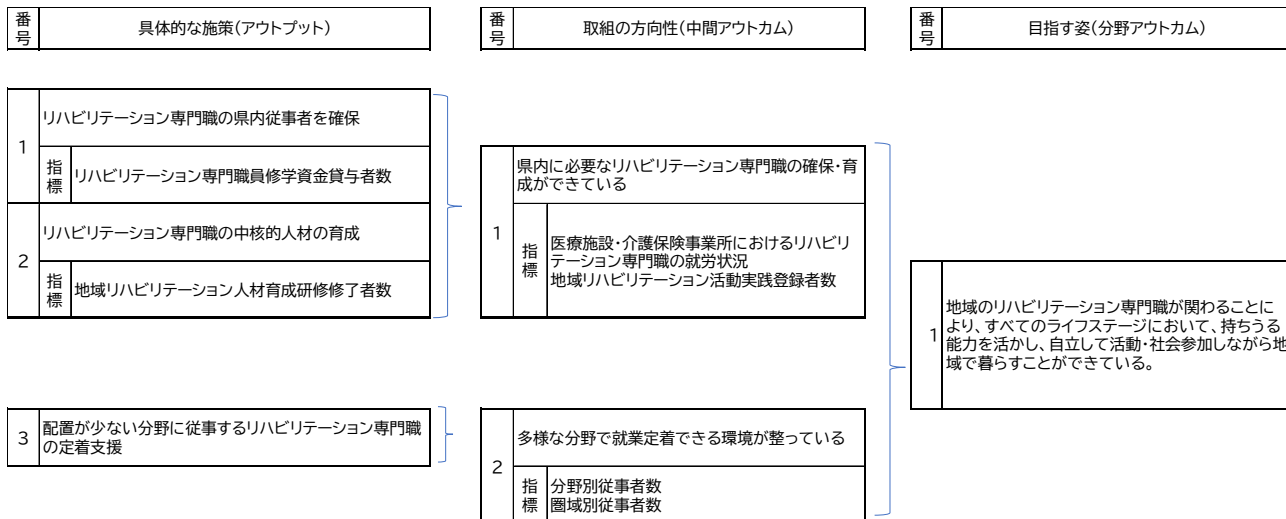 番号
具体的な施策(アウトプット)
番号
取組の方向性(中間アウトカム)
番号
目指す姿(分野アウトカム)
1
リハビリテーション専門職の県内従事者を確保
指標
リハビリテーション専門職員修学資金貸与者数
2
リハビリテーション専門職の中核的人材の育成
指標
地域リハビリテーション人材育成研修修了者数
3
配置が少ない分野に従事するリハビリテーション専門職
の定着支援
1
県内に必要なリハビリテーション専門職の確保・育
成ができている
指標
医療施設・介護保険事業所におけるリハビリ
テーション専門職の就労状況
地域リハビリテーション活動実践登録者数
2
多様な分野で就業定着できる環境が整っている
指標
分野別従事者数
圏域別従事者数
1
地域のリハビリテーション専門職が関わることに
より、すべてのライフステージにおいて、持ちうる
能力を活かし、自立して活動・社会参加しながら地
域で暮らすことができている。